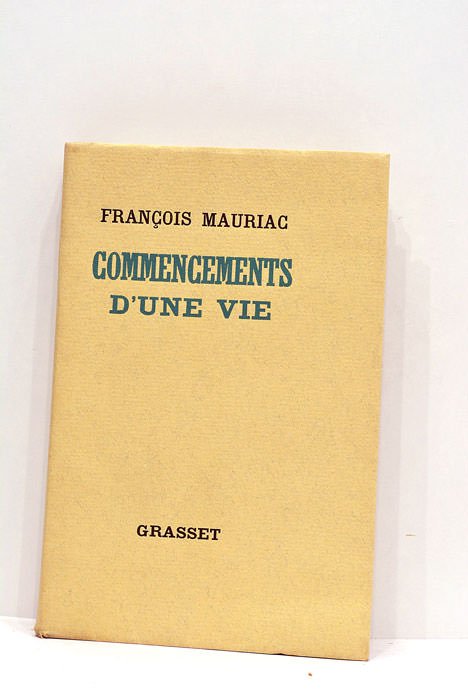 FRANÇOIS MAURIAC
COMMENCEMENTS
D'UNE VIE
GRASSET